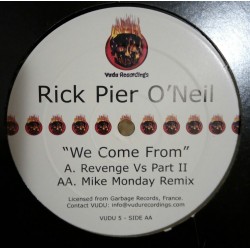 Vudu Recordings
Rick Pier O'Neil
"We Come From"
A. Revenge Vs Part II
AA. Mike Monday Remix
Licensed from Garbage Records, France.
Contact VUDU: info@vudurecordings.com
VUDU 5 - SIDE AA